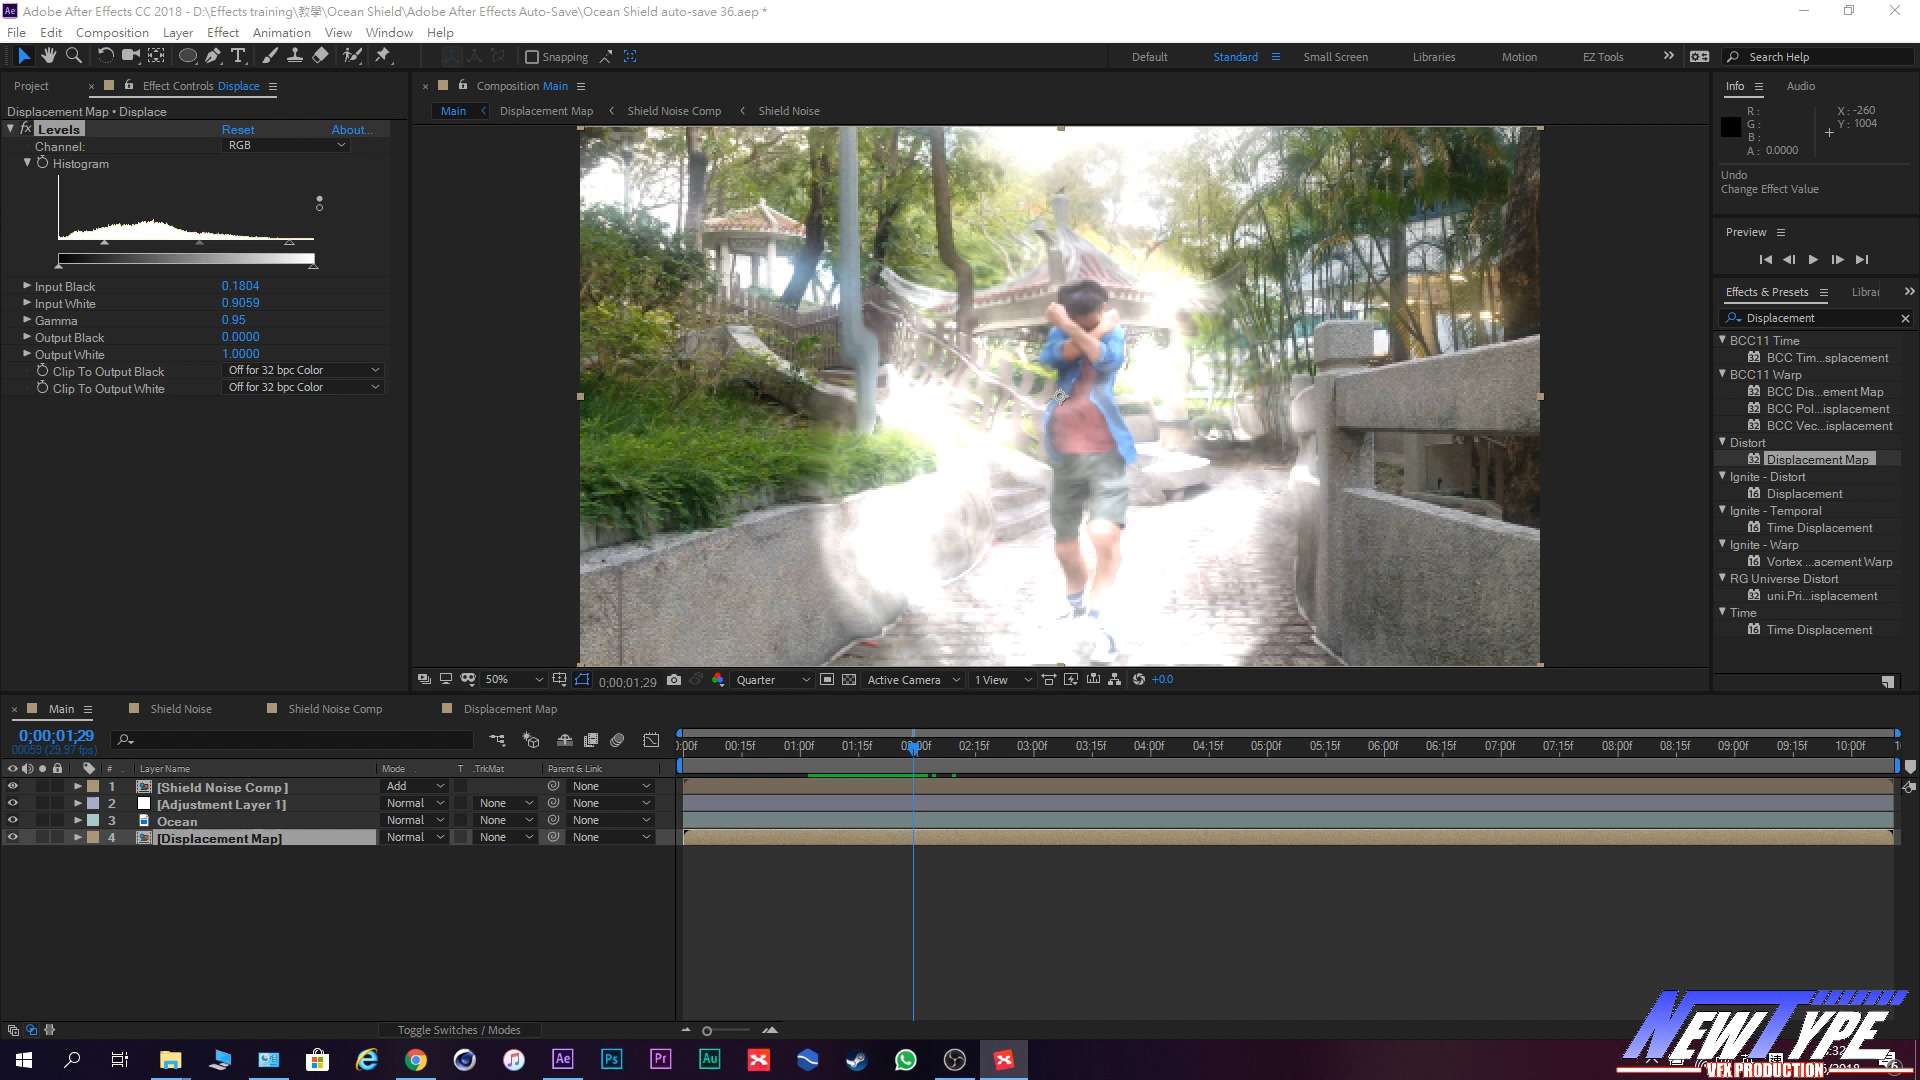 Adobe After Effects CC 2018 - D:\Effects training\教學\Ocean Shield\Adobe After Effects Auto-Save\Ocean Shield auto-save 36.aep *
File Edit Composition Layer Effect Animation View Window Help
Snapping
Default Standard Small Screen Libraries Motion EZ Tools Search Help
Project Effect Controls Displace
Displacement Map • Displace
fx Levels Reset About...
Channel: RGB
Histogram
Input Black 0.1804
Input White 0.9059
Gamma 0.95
Output Black 0.0000
Output White 1.0000
Clip To Output Black Off for 32 bpc Color
Clip To Output White Off for 32 bpc Color
Composition Main
Main Displacement Map Shield Noise Comp Shield Noise
50% 0;00;01;29 Quarter Active Camera 1 View +0.0
Info Audio
R: X: -260
G: Y: 1004
B:
A: 0.0000
Undo
Change Effect Value
Preview
Effects & Presets Librar
Displacement
BCC11 Time
BCC Tim...splacement
BCC11 Warp
BCC Dis...ement Map
BCC Pol...isplacement
BCC Vec...isplacement
Distort
Displacement Map
Ignite - Distort
Displacement
Ignite - Temporal
Time Displacement
Ignite - Warp
Vortex ...acement Warp
RG Universe Distort
uni.Pri...isplacement
Time
Time Displacement
Main Shield Noise Shield Noise Comp Displacement Map
0;00;01;29
00059 (29.97 fps)
:00f 00:15f 01:00f 01:15f 02:00f 02:15f 03:00f 03:15f 04:00f 04:15f 05:00f 05:15f 06:00f 06:15f 07:00f 07:15f 08:00f 08:15f 09:00f 09:15f 10:00f
# Layer Name Mode T .TrkMat Parent & Link
1 [Shield Noise Comp] Add None
2 [Adjustment Layer 1] Normal None None
3 Ocean Normal None None
4 [Displacement Map] Normal None None
Toggle Switches / Modes
Ae Ps Pr Au
NEWTYPE
VFX PRODUCTION